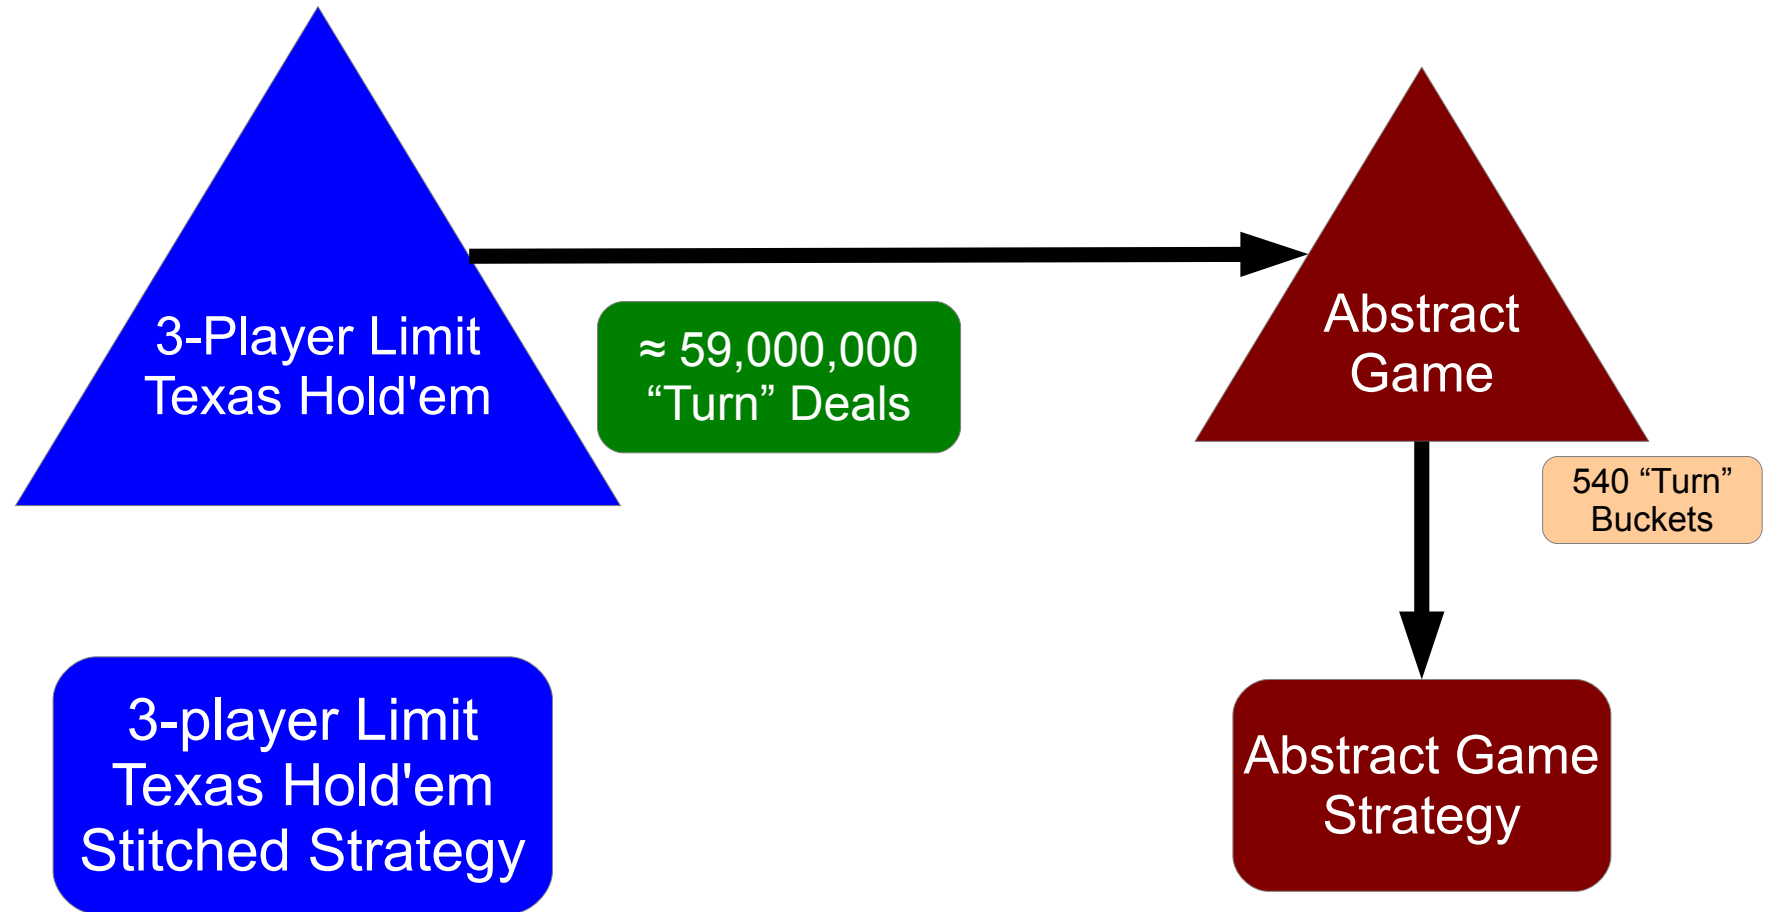 3-Player Limit
Texas Hold'em
≈ 59,000,000
“Turn” Deals
Abstract
Game
540 “Turn”
Buckets
3-player Limit
Texas Hold'em
Stitched Strategy
Abstract Game
Strategy